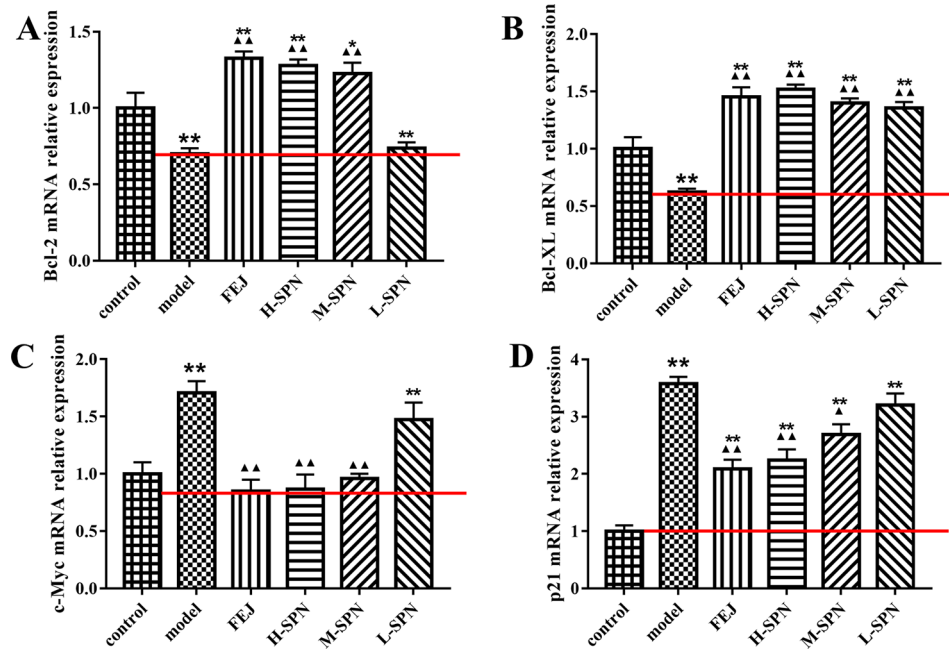 A
Bcl-2 mRNA relative espression
1.5
1.0
0.5
0.0
**
**
▲▲
**
▲▲
*
▲▲
**
control
model
FEJ
H-SPN
M-SPN
L-SPN
B
Bcl-XL mRNA relative expression
2.0
1.5
1.0
0.5
0.0
**
**
▲▲
**
▲▲
**
▲▲
**
▲▲
control
model
FEJ
H-SPN
M-SPN
L-SPN
C
c-Myc mRNA relative expression
2.0
1.5
1.0
0.5
0.0
**
▲▲
▲▲
▲▲
**
control
model
FEJ
H-SPN
M-SPN
L-SPN
D
p21 mRNA relative expression
4
3
2
1
0
**
**
▲▲
**
▲▲
**
▲
**
control
model
FEJ
H-SPN
M-SPN
L-SPN